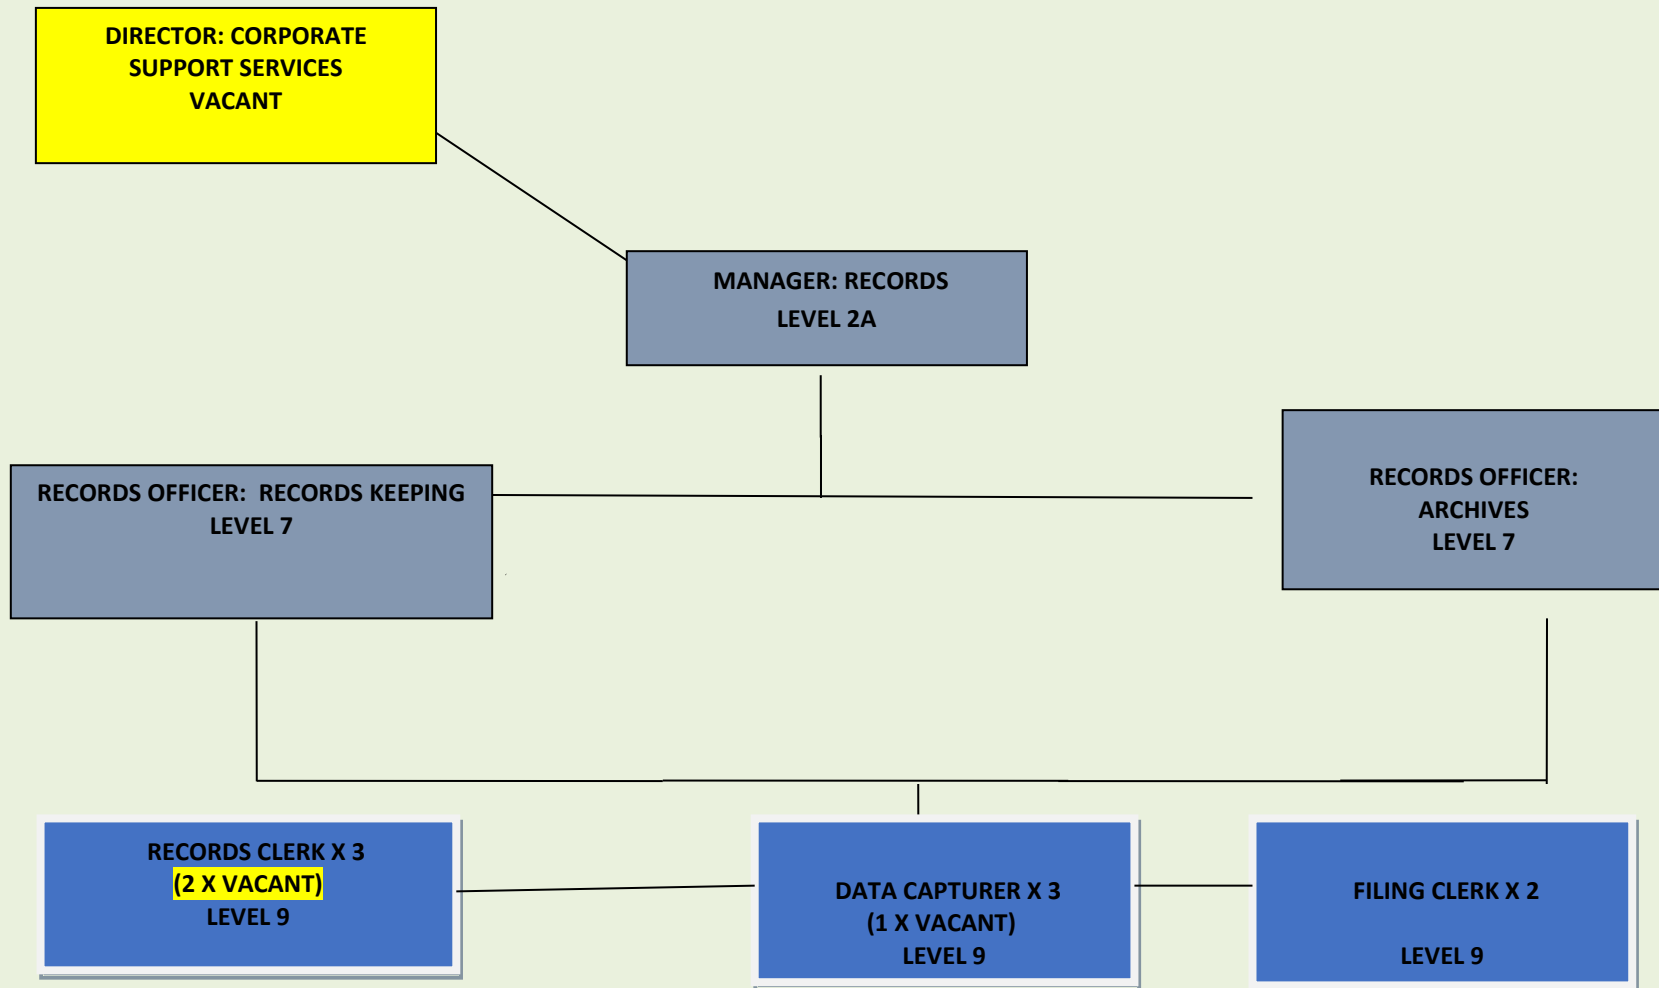 DIRECTOR: CORPORATE
SUPPORT SERVICES
VACANT
MANAGER: RECORDS
LEVEL 2A
RECORDS OFFICER:  RECORDS KEEPING
LEVEL 7
RECORDS OFFICER:
ARCHIVES
LEVEL 7
RECORDS CLERK X 3
(2 X VACANT)
LEVEL 9
DATA CAPTURER X 3
(1 X VACANT)
LEVEL 9
FILING CLERK X 2
LEVEL 9